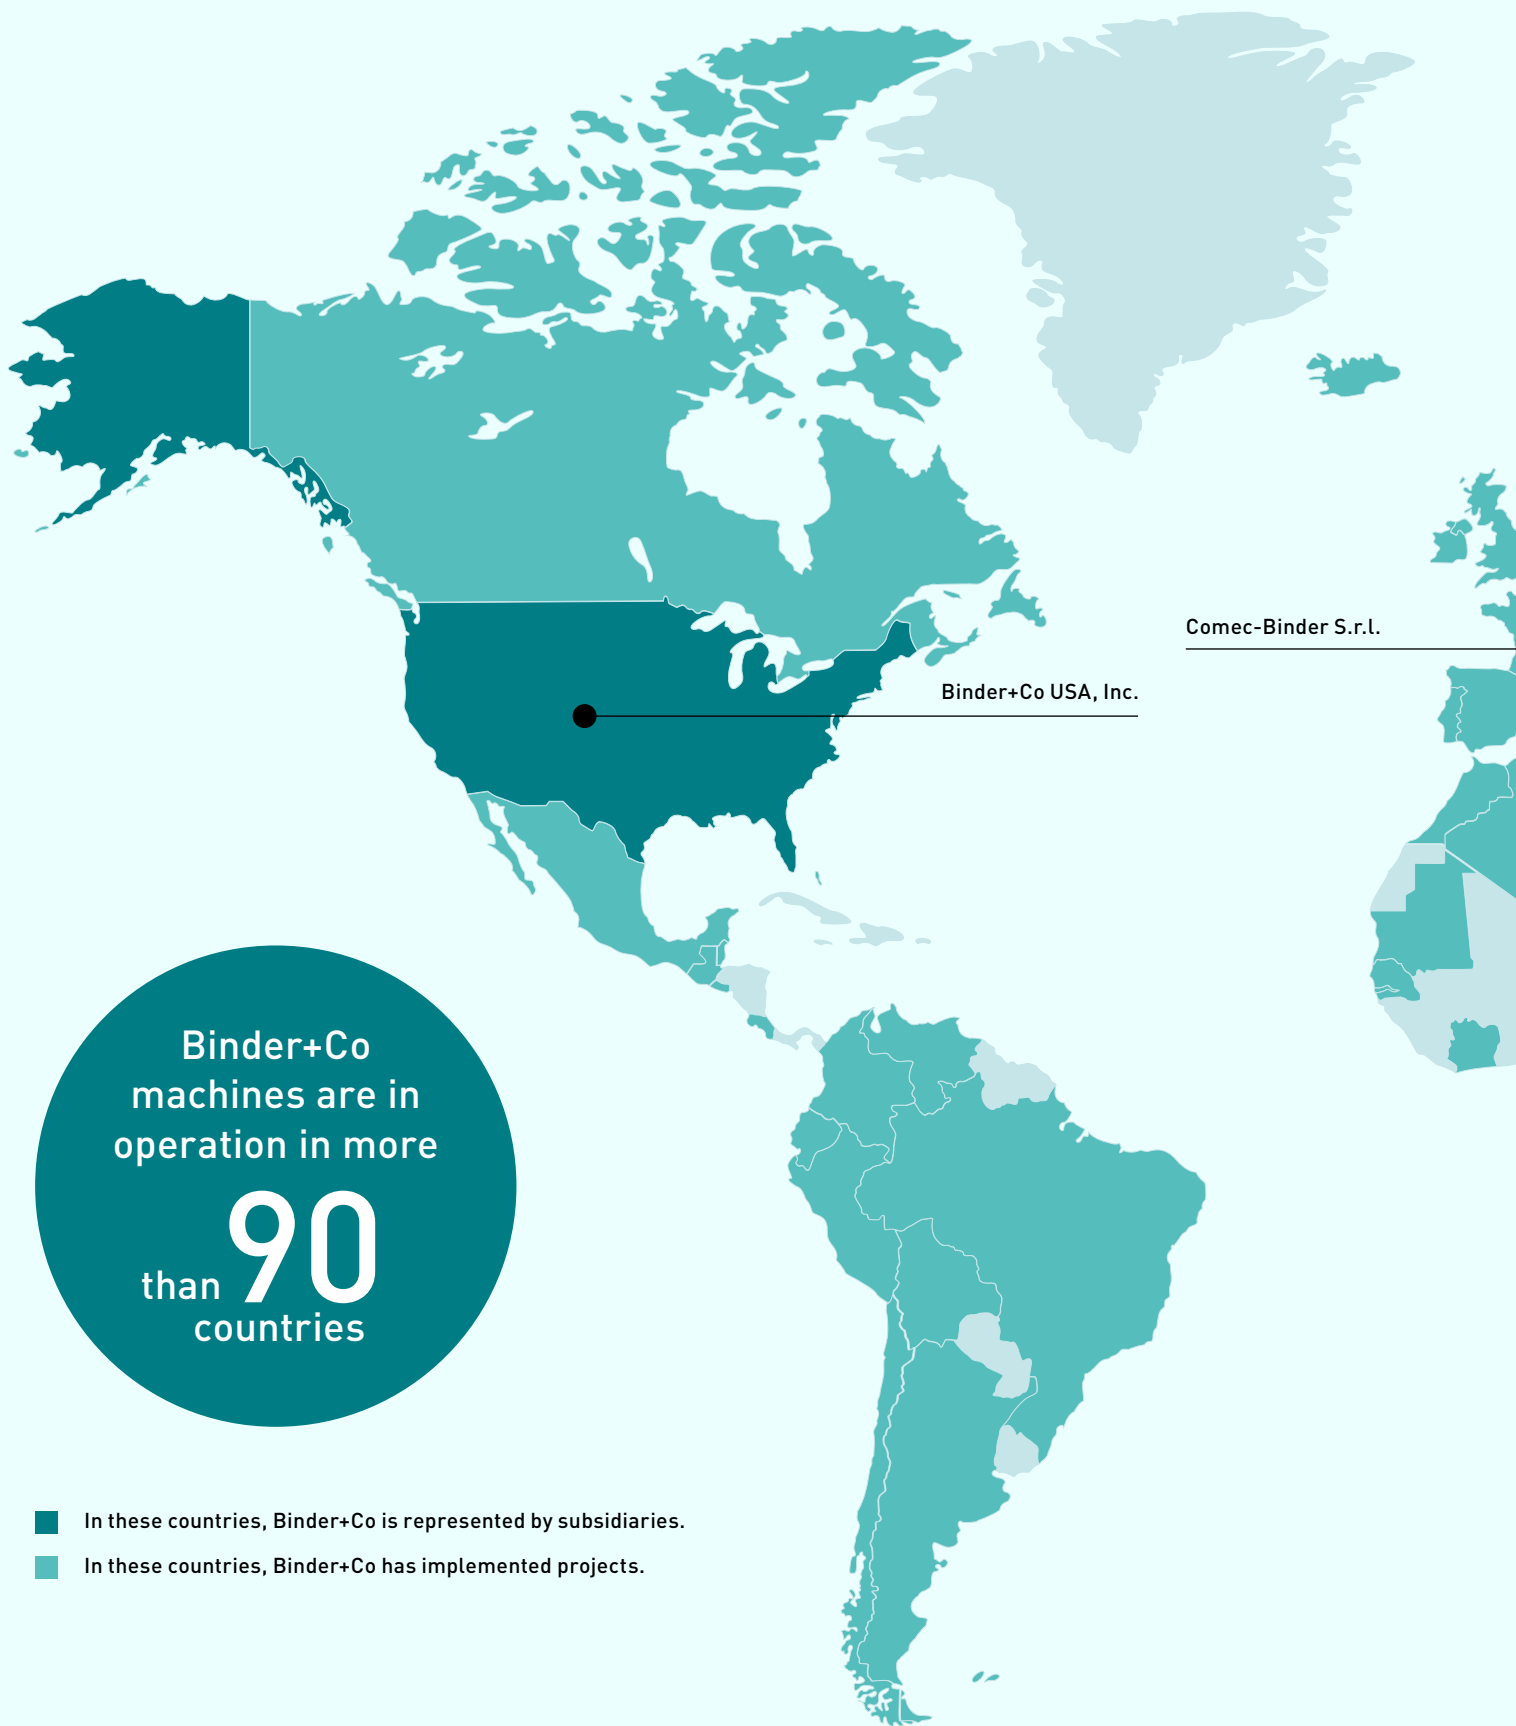 Comec-Binder S.r.l.
Binder+Co USA, Inc.
Binder+Co
machines are in
operation in more
than 90
countries
In these countries, Binder+Co is represented by subsidiaries.
In these countries, Binder+Co has implemented projects.